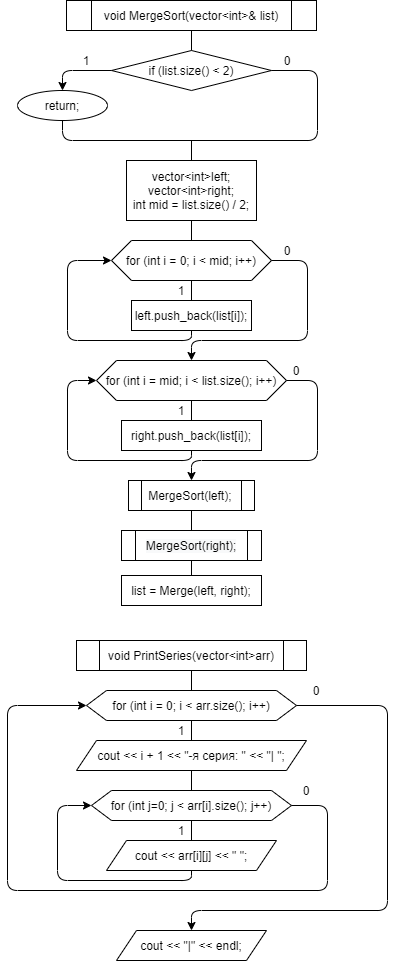 void MergeSort(vector<int>& list)
if (list.size() < 2)
1
0
return;
vector<int>left;
vector<int>right;
int mid = list.size() / 2;
for (int i = 0; i < mid; i++)
0
1
left.push_back(list[i]);
for (int i = mid; i < list.size(); i++)
0
1
right.push_back(list[i]);
MergeSort(left);
MergeSort(right);
list = Merge(left, right);
void PrintSeries(vector<int>arr)
for (int i = 0; i < arr.size(); i++)
0
1
cout << i + 1 << "-я серия: " << "| ";
for (int j=0; j < arr[i].size(); j++)
0
1
cout << arr[i][j] << " ";
cout << "|" << endl;